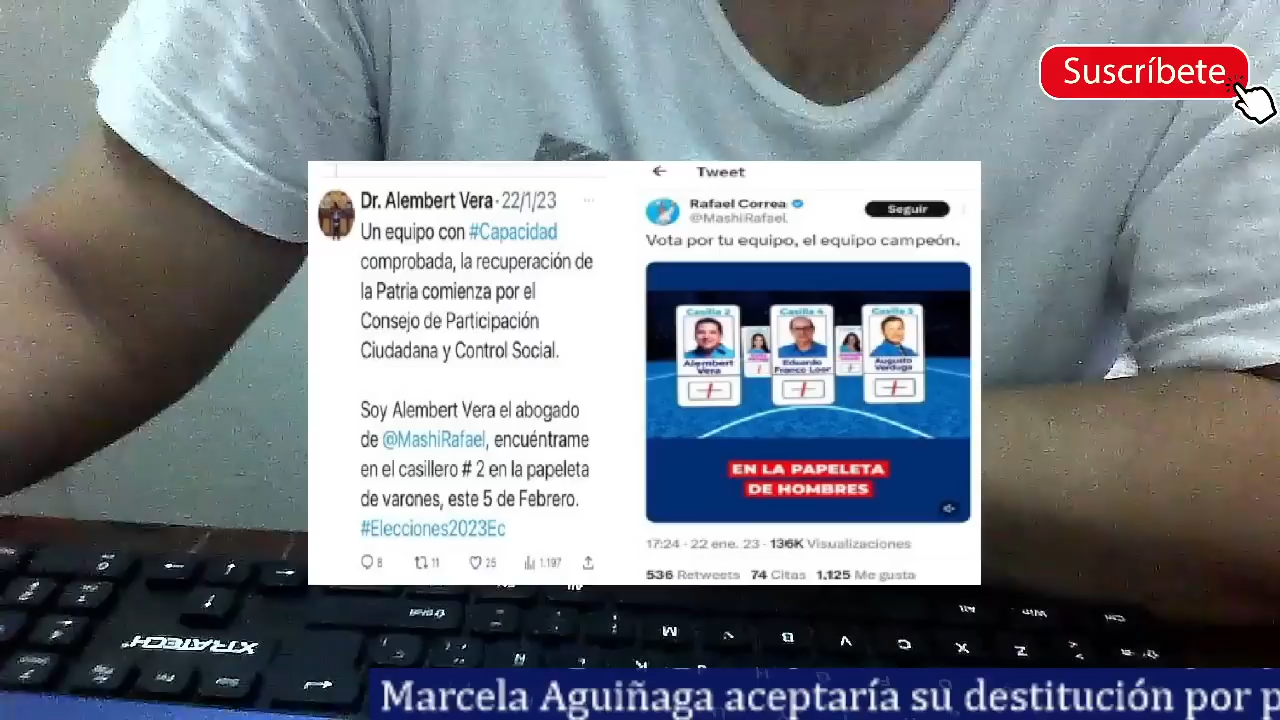 Suscríbete
Dr. Alembert Vera · 22/1/23
Un equipo con #Capacidad
comprobada, la recuperación de
la Patria comienza por el
Consejo de Participación
Ciudadana y Control Social.
Soy Alembert Vera el abogado
de @MashiRafael, encuéntrame
en el casillero # 2 en la papeleta
de varones, este 5 de Febrero.
#Elecciones2023Ec
8 11 25 1.197
Tweet
Rafael Correa
@MashiRafael
Seguir
Vota por tu equipo, el equipo campeón.
Casilla 2
Alembert
Vera
Casilla 4
Eduardo
Franco Loor
Casilla 3
Augusto
Verduga
EN LA PAPELETA
DE HOMBRES
17:24 · 22 ene. 23 · 136K Visualizaciones
536 Retweets 74 Citas 1,125 Me gusta
XTRATECH
M
B
V
C
X
Z
Marcela Aguiñaga aceptaría su destitución por p